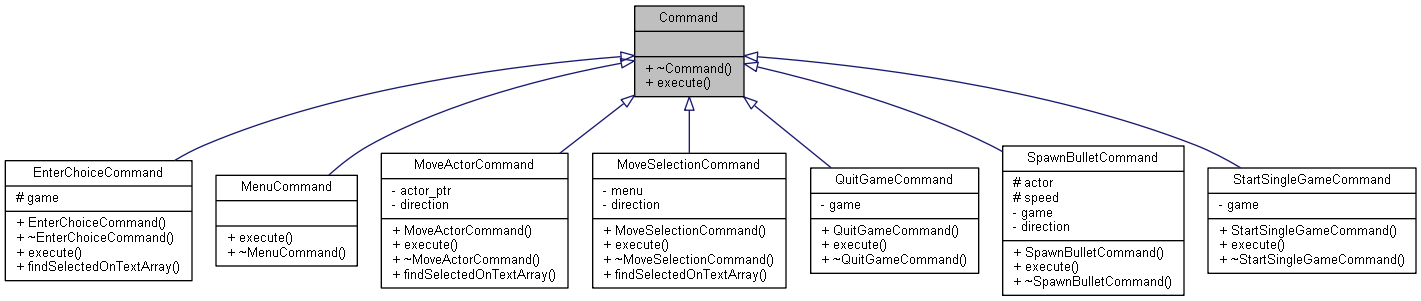 Command
+ ~Command()
+ execute()
EnterChoiceCommand
# game
+ EnterChoiceCommand()
+ ~EnterChoiceCommand()
+ execute()
+ findSelectedOnTextArray()
MenuCommand
+ execute()
+ ~MenuCommand()
MoveActorCommand
- actor_ptr
- direction
+ MoveActorCommand()
+ execute()
+ ~MoveActorCommand()
+ findSelectedOnTextArray()
MoveSelectionCommand
- menu
- direction
+ MoveSelectionCommand()
+ execute()
+ ~MoveSelectionCommand()
+ findSelectedOnTextArray()
QuitGameCommand
- game
+ QuitGameCommand()
+ execute()
+ ~QuitGameCommand()
SpawnBulletCommand
# actor
# speed
- game
- direction
+ SpawnBulletCommand()
+ execute()
+ ~SpawnBulletCommand()
StartSingleGameCommand
- game
+ StartSingleGameCommand()
+ execute()
+ ~StartSingleGameCommand()